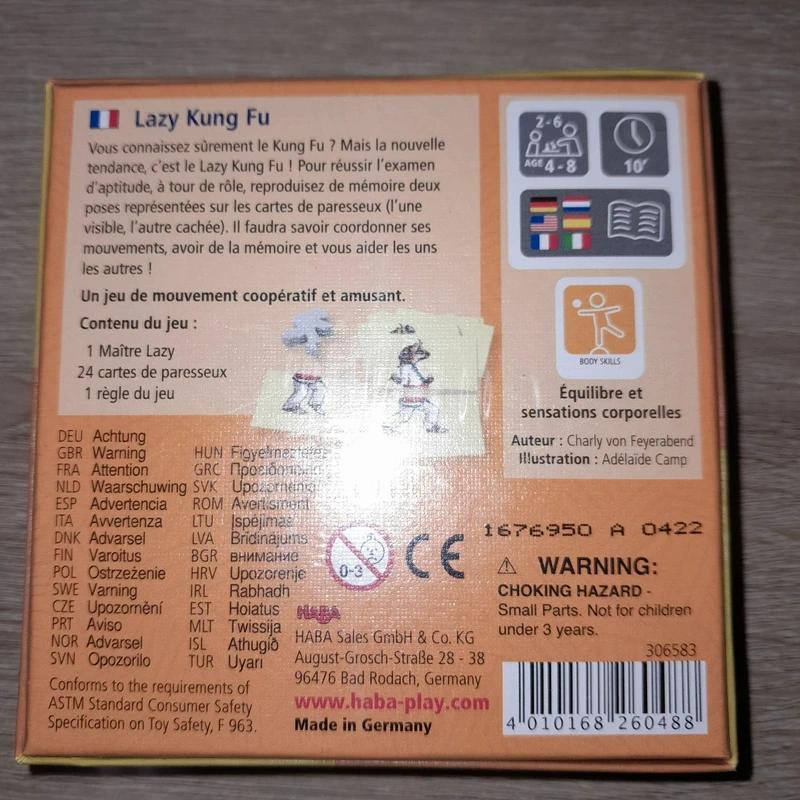 Lazy Kung Fu
Vous connaissez sûrement le Kung Fu ? Mais la nouvelle
tendance, c'est le Lazy Kung Fu ! Pour réussir l'examen
d'aptitude, à tour de rôle, reproduisez de mémoire deux
poses représentées sur les cartes de paresseux (l'une
visible, l'autre cachée). Il faudra savoir coordonner ses
mouvements, avoir de la mémoire et vous aider les uns
les autres !
Un jeu de mouvement coopératif et amusant.
Contenu du jeu :
1 Maître Lazy
24 cartes de paresseux
1 règle du jeu
2-6
AGE 4-8
10'
BODY SKILLS
Équilibre et
sensations corporelles
Auteur : Charly von Feyerabend
Illustration : Adélaïde Camp
DEU Achtung
GBR Warning
FRA Attention
NLD Waarschuwing
ESP Advertencia
ITA Avvertenza
DNK Advarsel
FIN Varoitus
POL Ostrzeżenie
SWE Varning
CZE Upozornění
PRT Aviso
NOR Advarsel
SVN Opozorilo
HUN Figyelmeztetés
GRC Προειδοποίηση
SVK Upozornenie
ROM Avertisment
LTU Įspėjimas
LVA Brīdinājums
BGR внимание
HRV Upozorenje
IRL Rabhadh
EST Hoiatus
MLT Twissija
ISL Athugið
TUR Uyarı
Conforms to the requirements of
ASTM Standard Consumer Safety
Specification on Toy Safety, F 963.
0-3
CE
HABA
HABA Sales GmbH & Co. KG
August-Grosch-Straße 28 - 38
96476 Bad Rodach, Germany
www.haba-play.com
Made in Germany
1676950 A 0422
WARNING:
CHOKING HAZARD -
Small Parts. Not for children
under 3 years.
306583
4 010168 260488